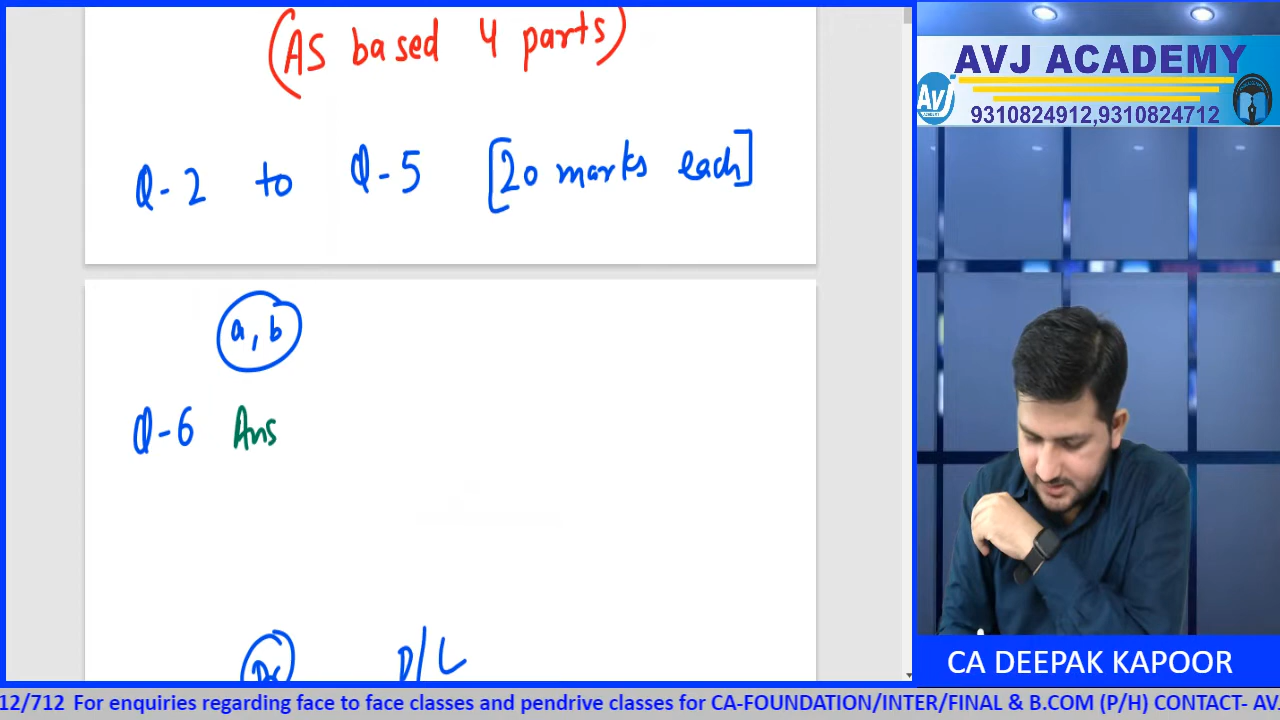 (AS based 4 parts)
Q-2 to Q-5 [20 marks each]
a, b
Q-6 Ans
D/L
AVJ ACADEMY
AVJ
9310824912,9310824712
CA DEEPAK KAPOOR
12/712 For enquiries regarding face to face classes and pendrive classes for CA-FOUNDATION/INTER/FINAL & B.COM (P/H) CONTACT- AV